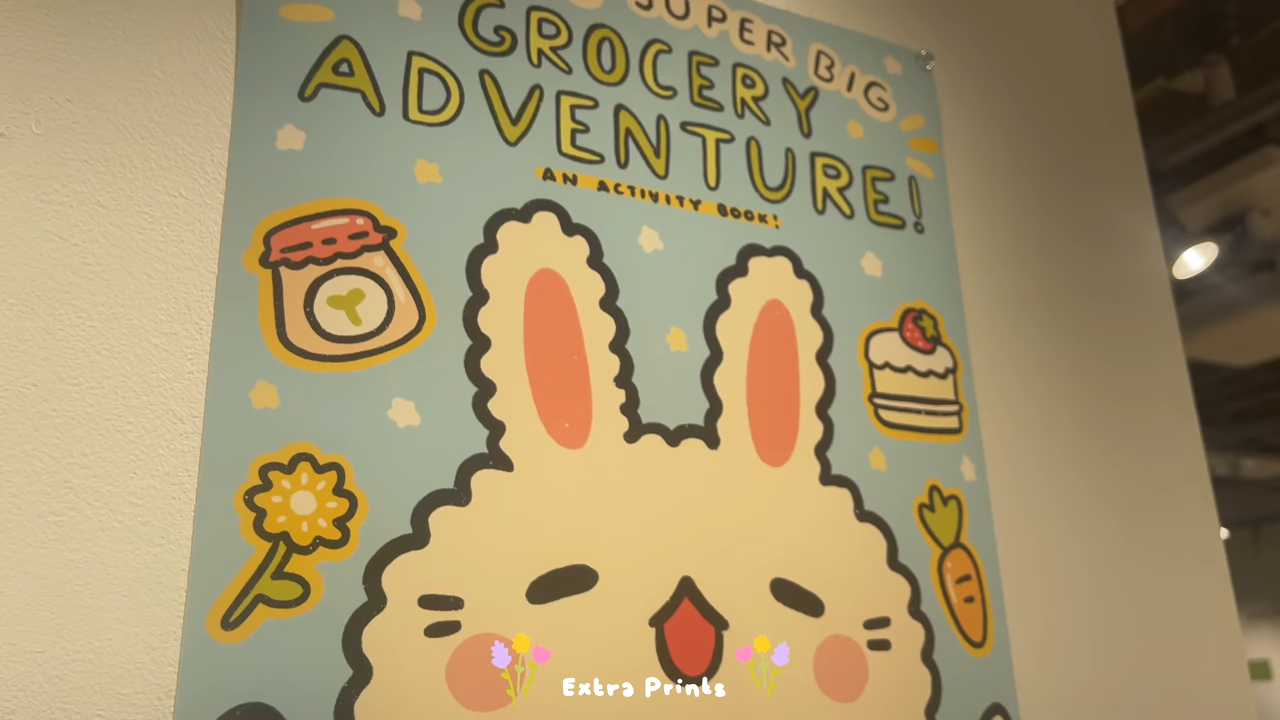 SUPER BIG
GROCERY
ADVENTURE!
AN ACTIVITY BOOK!
Extra Prints